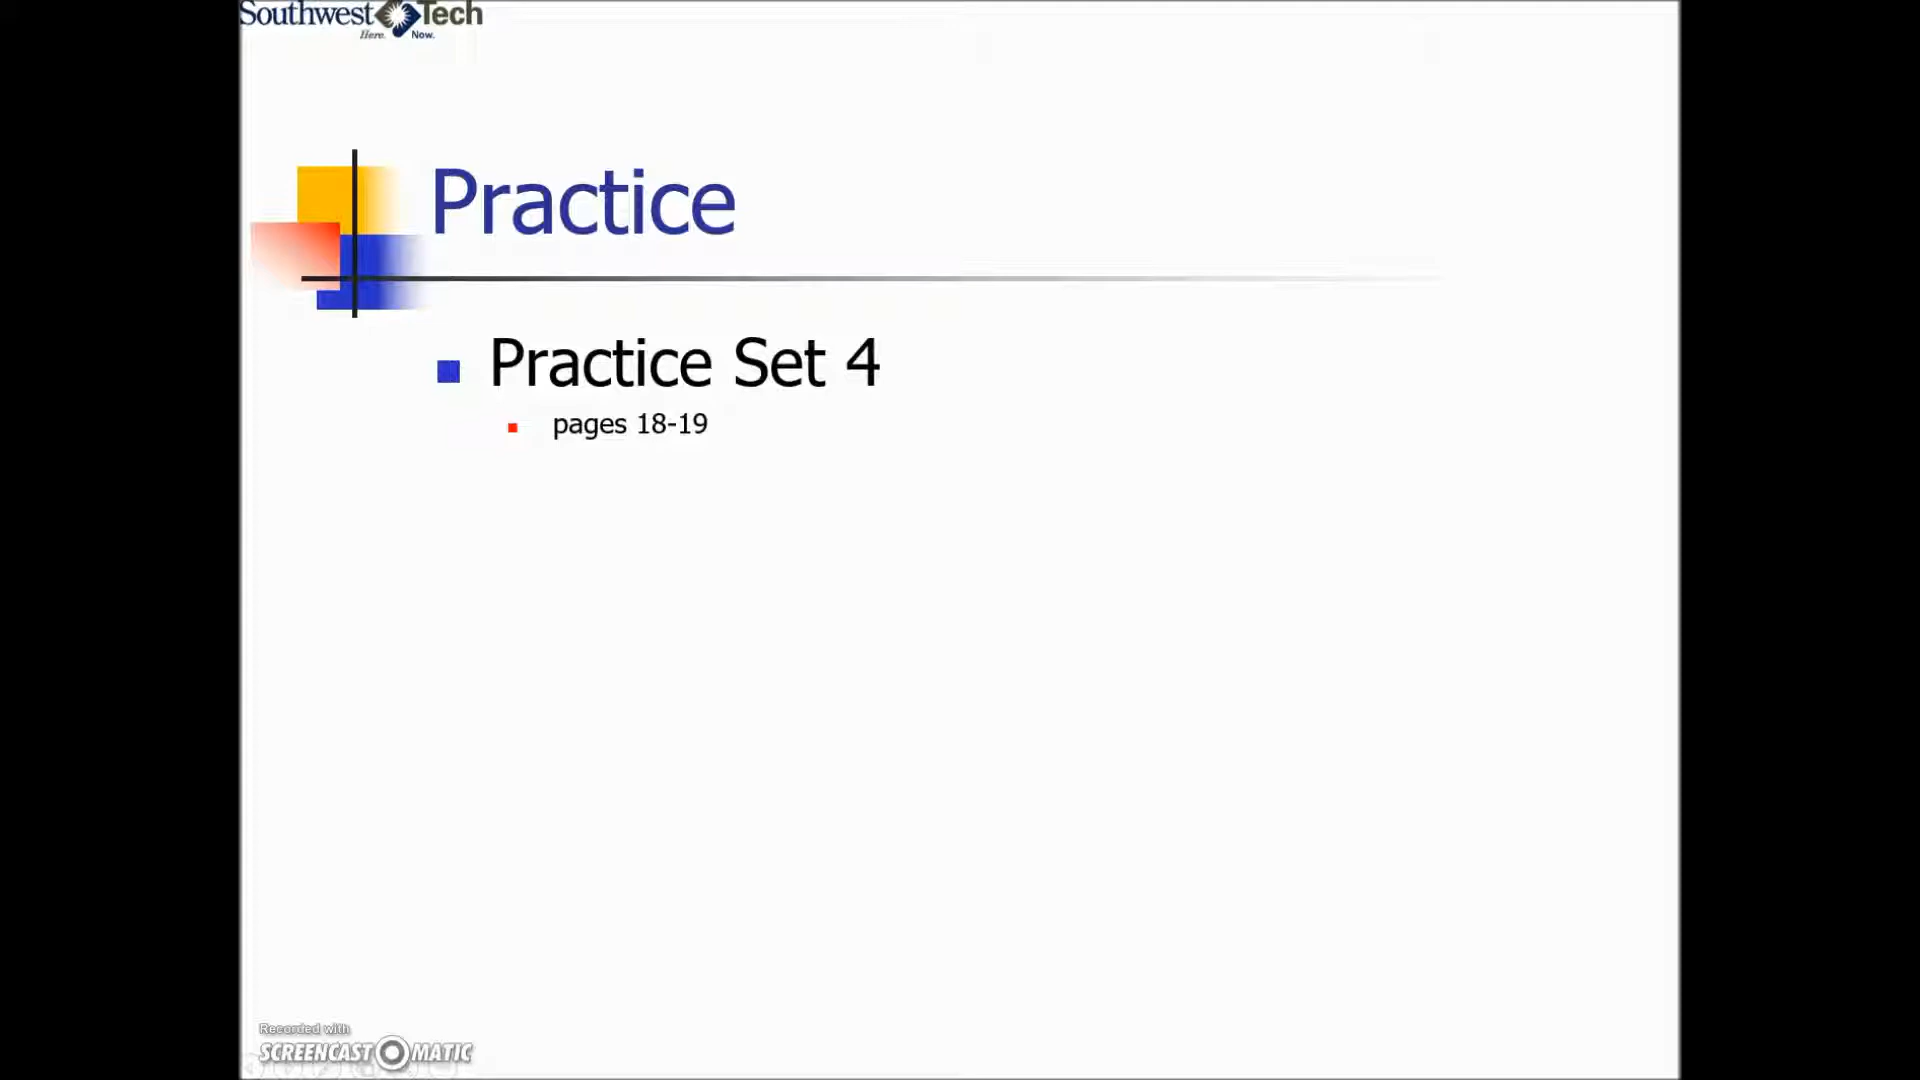 Southwest Tech
Here. Now.
Practice
Practice Set 4
pages 18-19
Recorded with
SCREENCAST MATIC